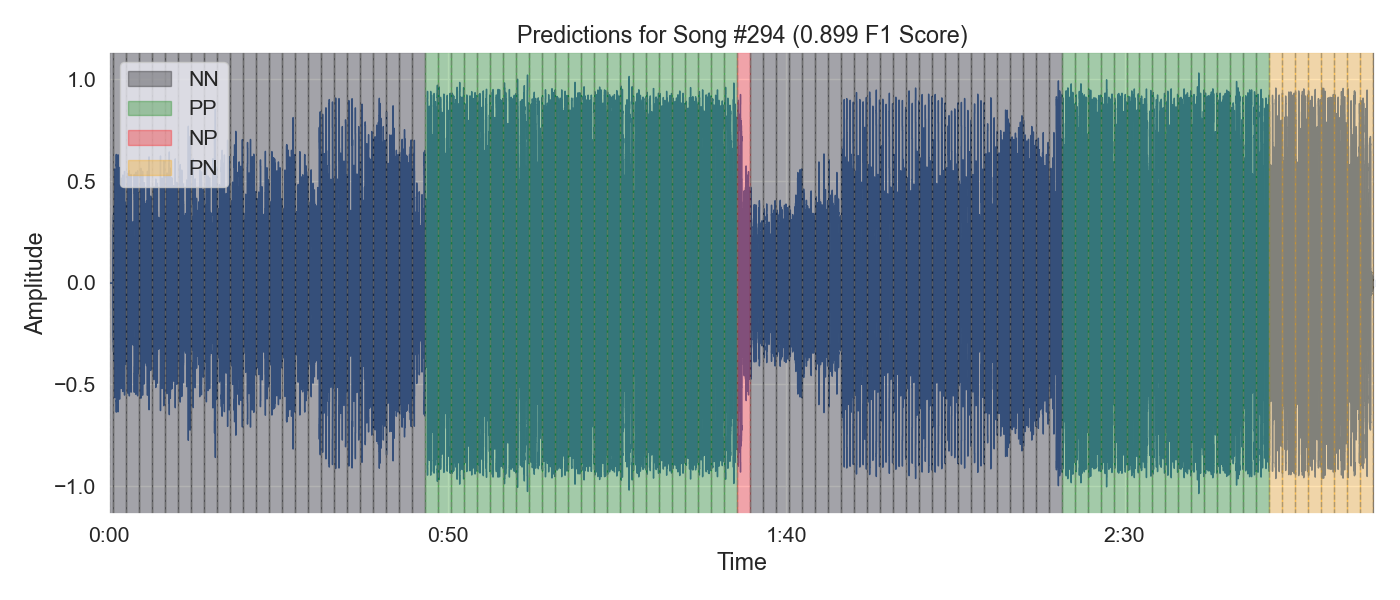 Predictions for Song #294 (0.899 F1 Score)
NN
PP
NP
PN
1.0
0.5
0.0
−0.5
−1.0
Amplitude
0:00 0:50 1:40 2:30
Time